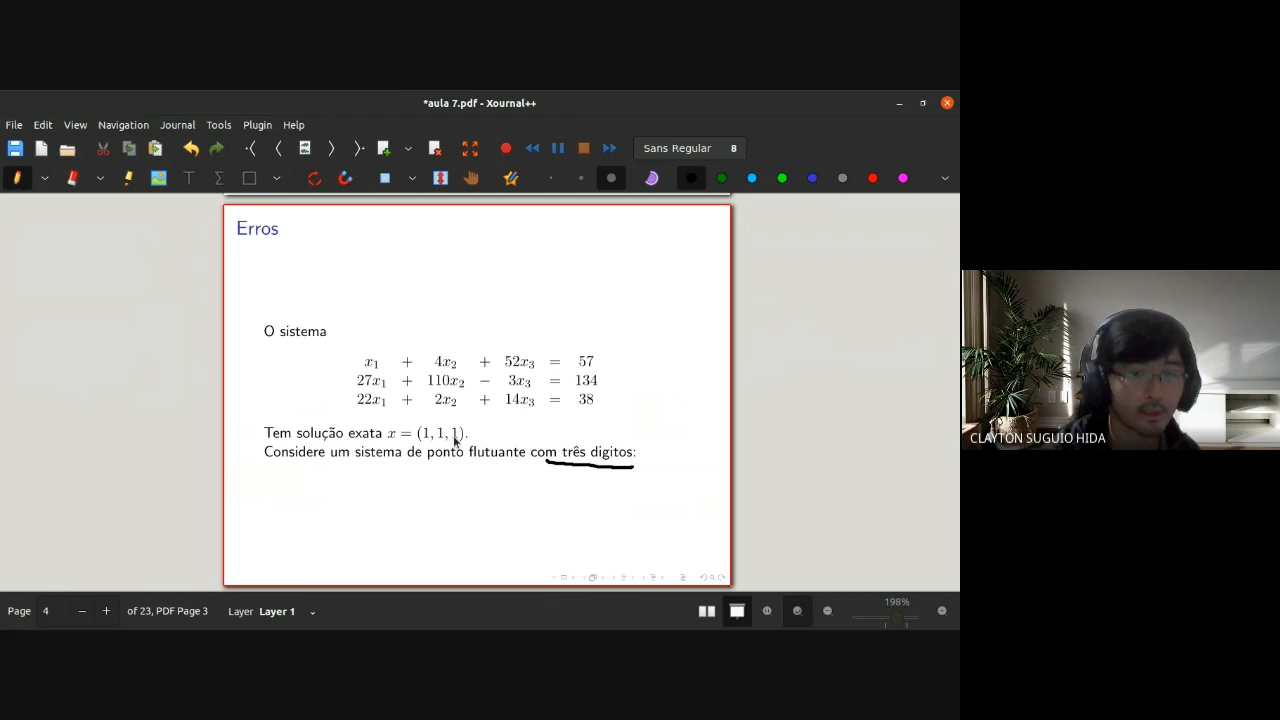 *aula 7.pdf - Xournal++
File Edit View Navigation Journal Tools Plugin Help
Sans Regular 8
Erros
O sistema
x₁ + 4x₂ + 52x₃ = 57
27x₁ + 110x₂ − 3x₃ = 134
22x₁ + 2x₂ + 14x₃ = 38
Tem solução exata x = (1, 1, 1).
Considere um sistema de ponto flutuante com três dígitos:
Page 4 of 23, PDF Page 3 Layer Layer 1 198%
CLAYTON SUGUIO HIDA